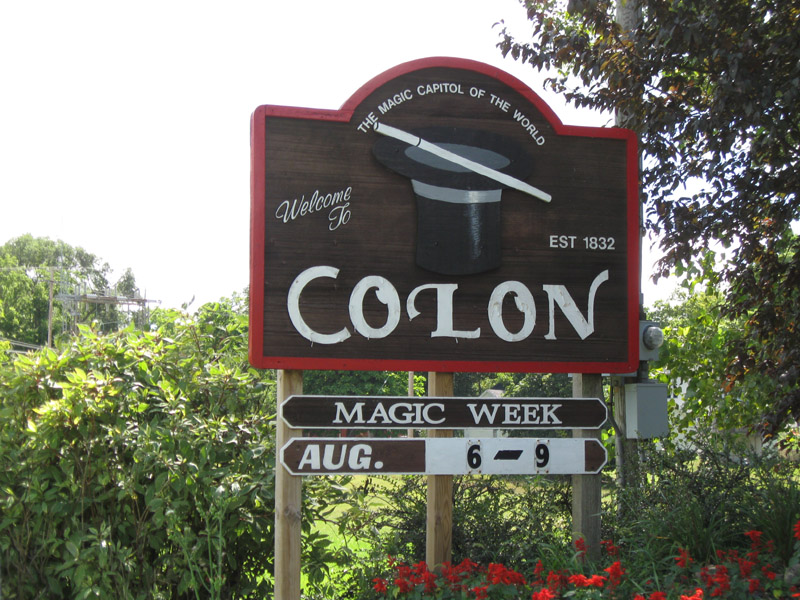 THE MAGIC CAPITOL OF THE WORLD
Welcome
To
EST 1832
COLON
MAGIC WEEK
AUG. 6-9